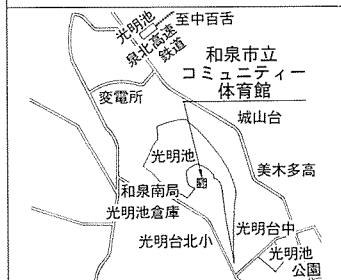 光明池
至中百舌
泉北高速
鉄道
和泉市立
コミュニティー
体育館
変電所
城山台
光明池
美木多高
和泉南局
光明池倉庫
光明台中
光明台北小
光明池
公園